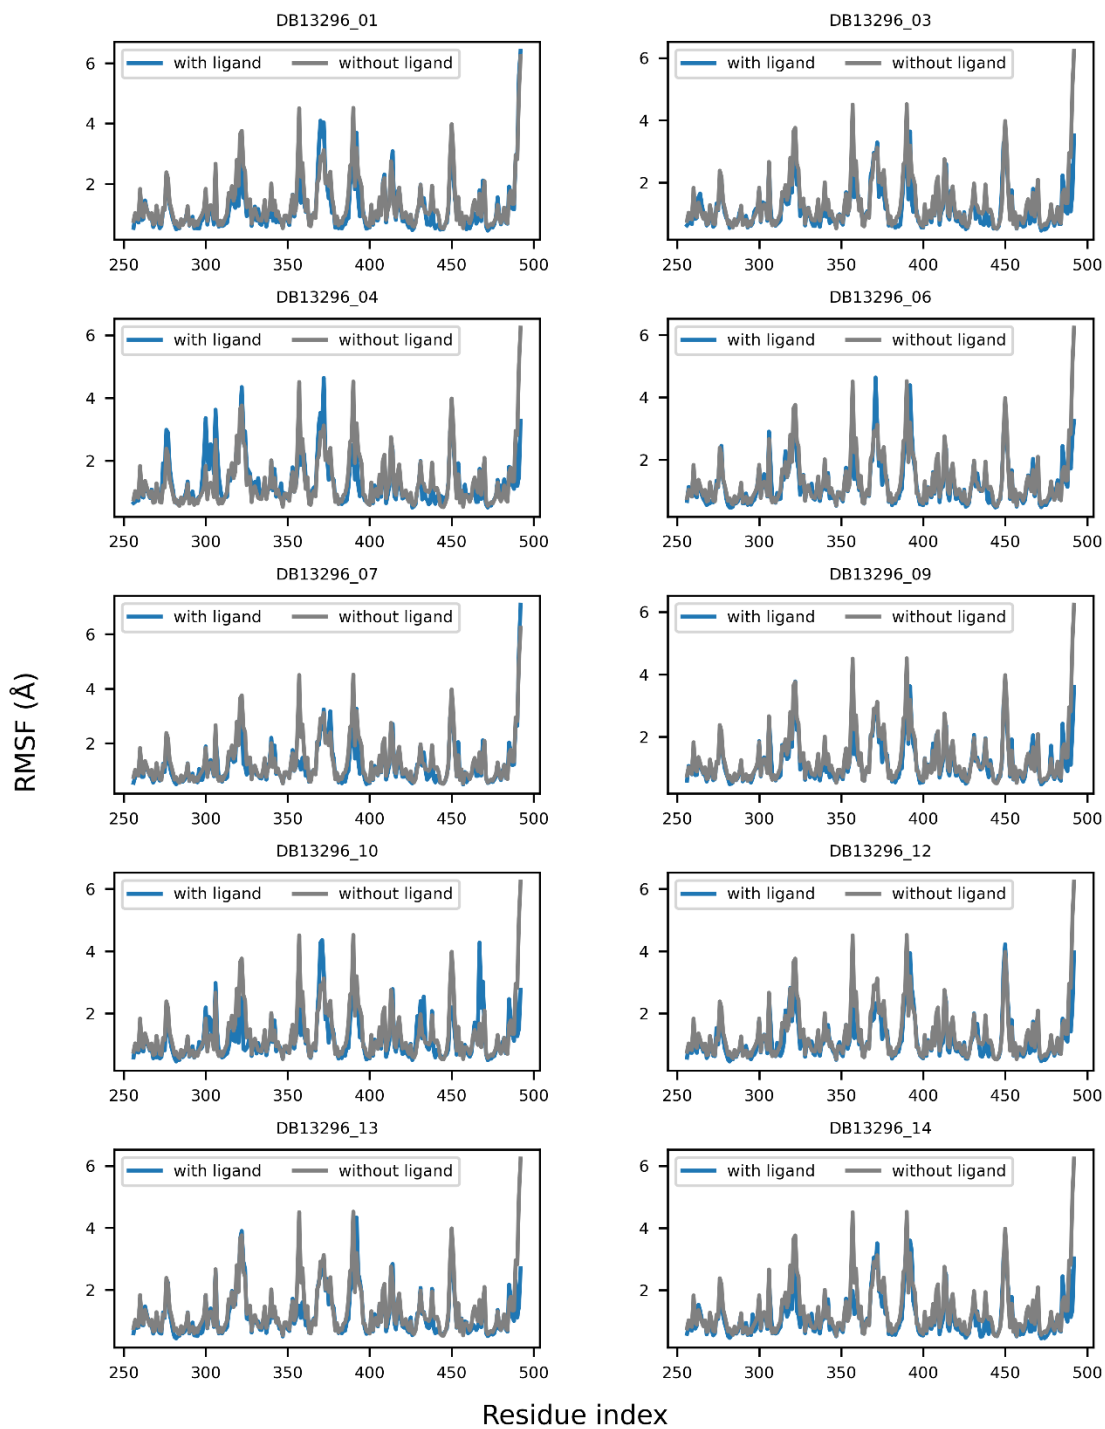 DB13296_01
DB13296_03
with ligand without ligand
with ligand without ligand
6
4
2
6
4
2
250 300 350 400 450 500
250 300 350 400 450 500
DB13296_04
DB13296_06
with ligand without ligand
with ligand without ligand
6
4
2
6
4
2
250 300 350 400 450 500
250 300 350 400 450 500
DB13296_07
DB13296_09
with ligand without ligand
with ligand without ligand
6
4
2
6
4
2
250 300 350 400 450 500
250 300 350 400 450 500
RMSF (Å)
DB13296_10
DB13296_12
with ligand without ligand
with ligand without ligand
6
4
2
6
4
2
250 300 350 400 450 500
250 300 350 400 450 500
DB13296_13
DB13296_14
with ligand without ligand
with ligand without ligand
6
4
2
6
4
2
250 300 350 400 450 500
250 300 350 400 450 500
Residue index